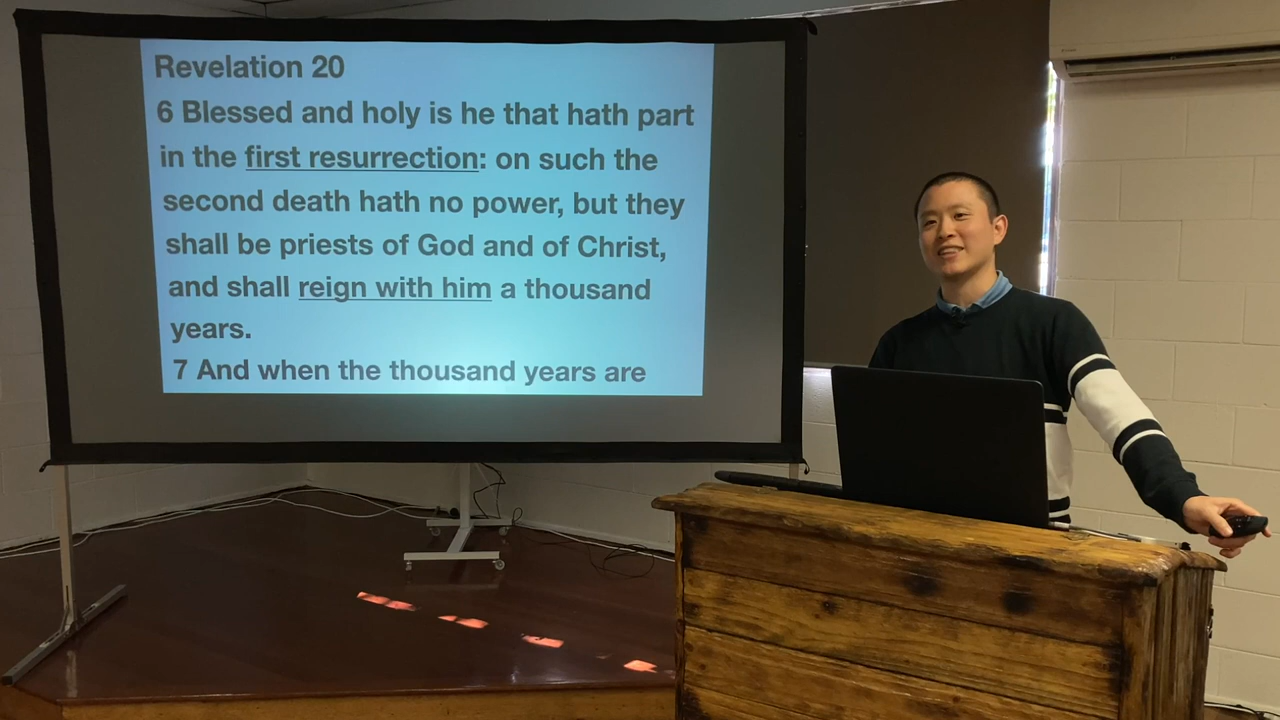 Revelation 20
6 Blessed and holy is he that hath part
in the first resurrection: on such the
second death hath no power, but they
shall be priests of God and of Christ,
and shall reign with him a thousand
years.
7 And when the thousand years are